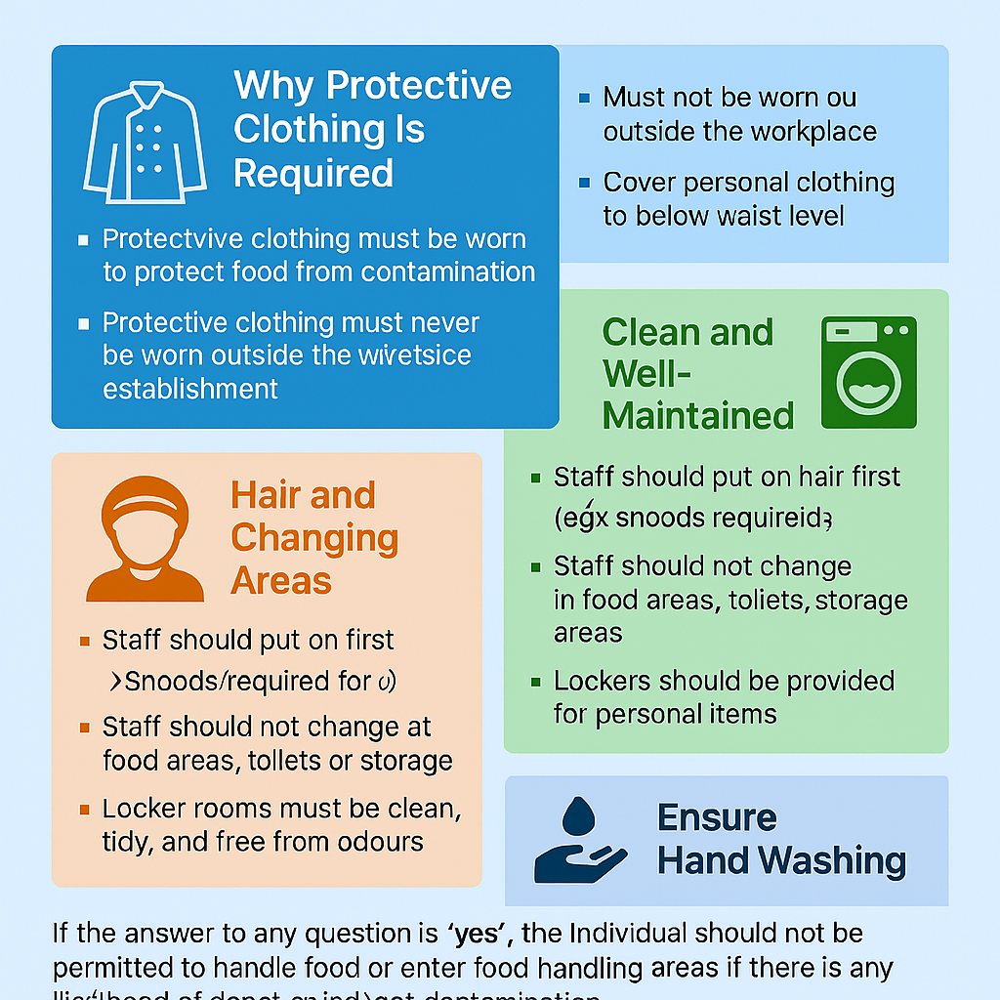 Why Protective
Clothing Is
Required
Protectvive clothing must be worn
to protect food from contamination
Protective clothing must never
be worn outside the
establishment
Must not be worn ou
outside the workplace
Cover personal clothing
to below waist level
Clean and
Well-
Maintained
Staff should put on hair first
snoods
Staff should not change
in food areas, toliets, storage
areas
Lockers should be provided
for personal items
Hair and
Changing
Areas
Staff should put on first
Snoods/required for
Staff should not change at
food areas, tollets or storage
Locker rooms must be clean,
tidy, and free from odours
Ensure
Hand Washing
If the answer to any question is ‘yes’, the Individual should not be
permitted to handle food or enter food handling areas if there is any